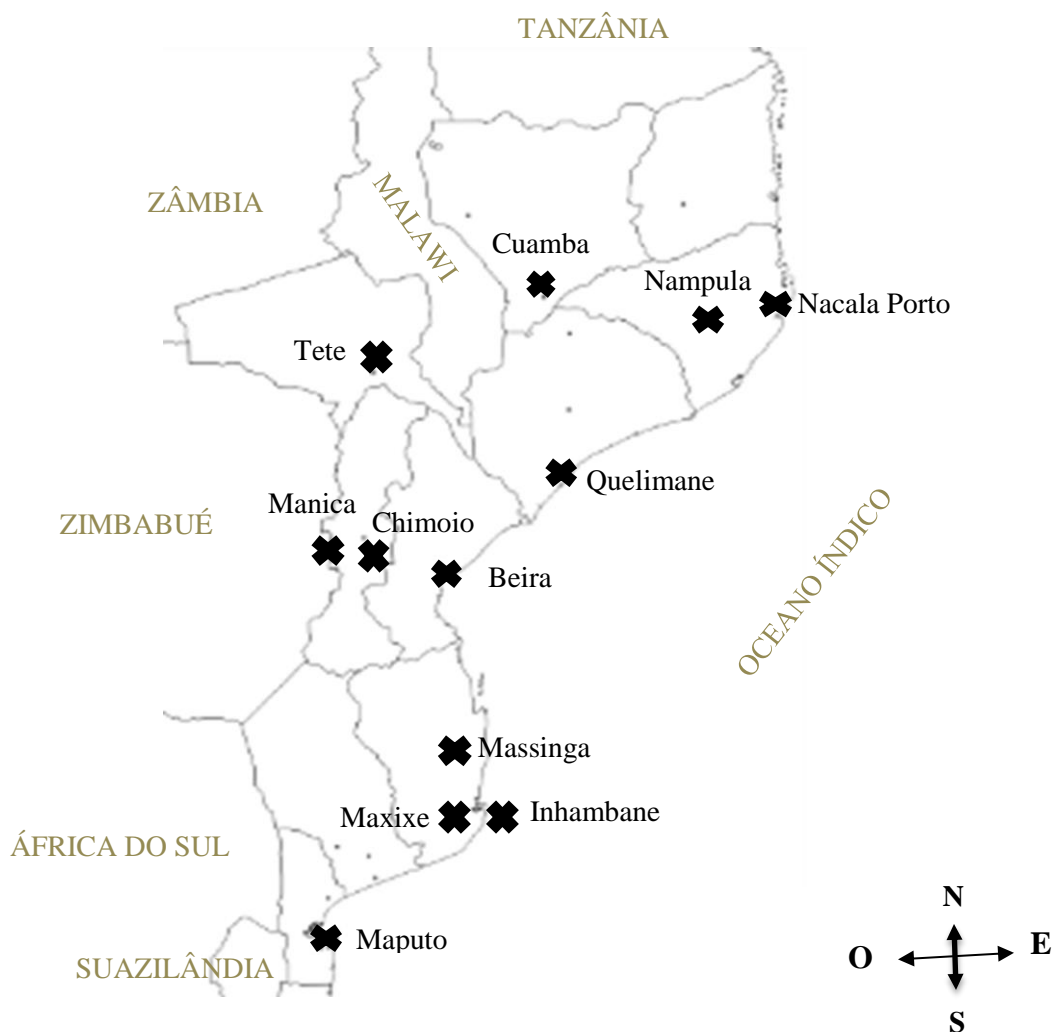 TANZÂNIA
ZÂMBIA
MALAWI
Cuamba
Nampula
Nacala Porto
Tete
Quelimane
Manica
ZIMBABUÉ
Chimoio
Beira
OCEANO ÍNDICO
Massinga
Maxixe
Inhambane
ÁFRICA DO SUL
Maputo
SUAZILÂNDIA
N
O
E
S